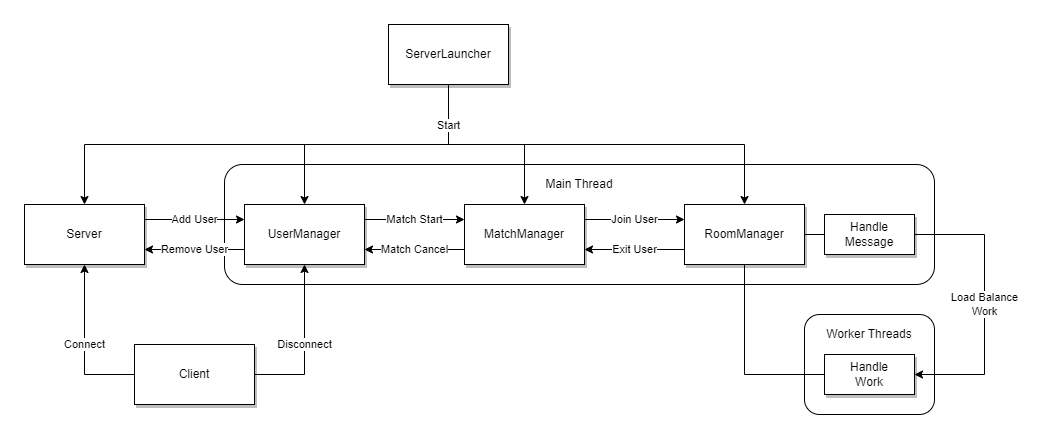 ServerLauncher
Start
Main Thread
Server
Add User
Remove User
UserManager
Match Start
Match Cancel
MatchManager
Join User
Exit User
RoomManager
Handle
Message
Load Balance
Work
Connect
Client
Disconnect
Worker Threads
Handle
Work